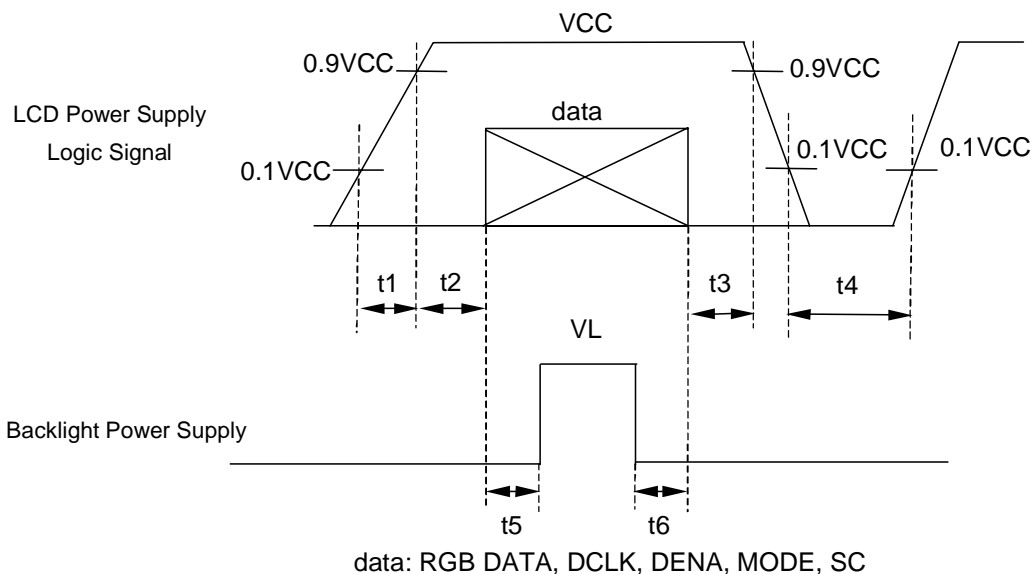 VCC
0.9VCC
0.9VCC
LCD Power Supply
Logic Signal
data
0.1VCC
0.1VCC
0.1VCC
t1
t2
t3
t4
VL
Backlight Power Supply
t5
t6
data: RGB DATA, DCLK, DENA, MODE, SC